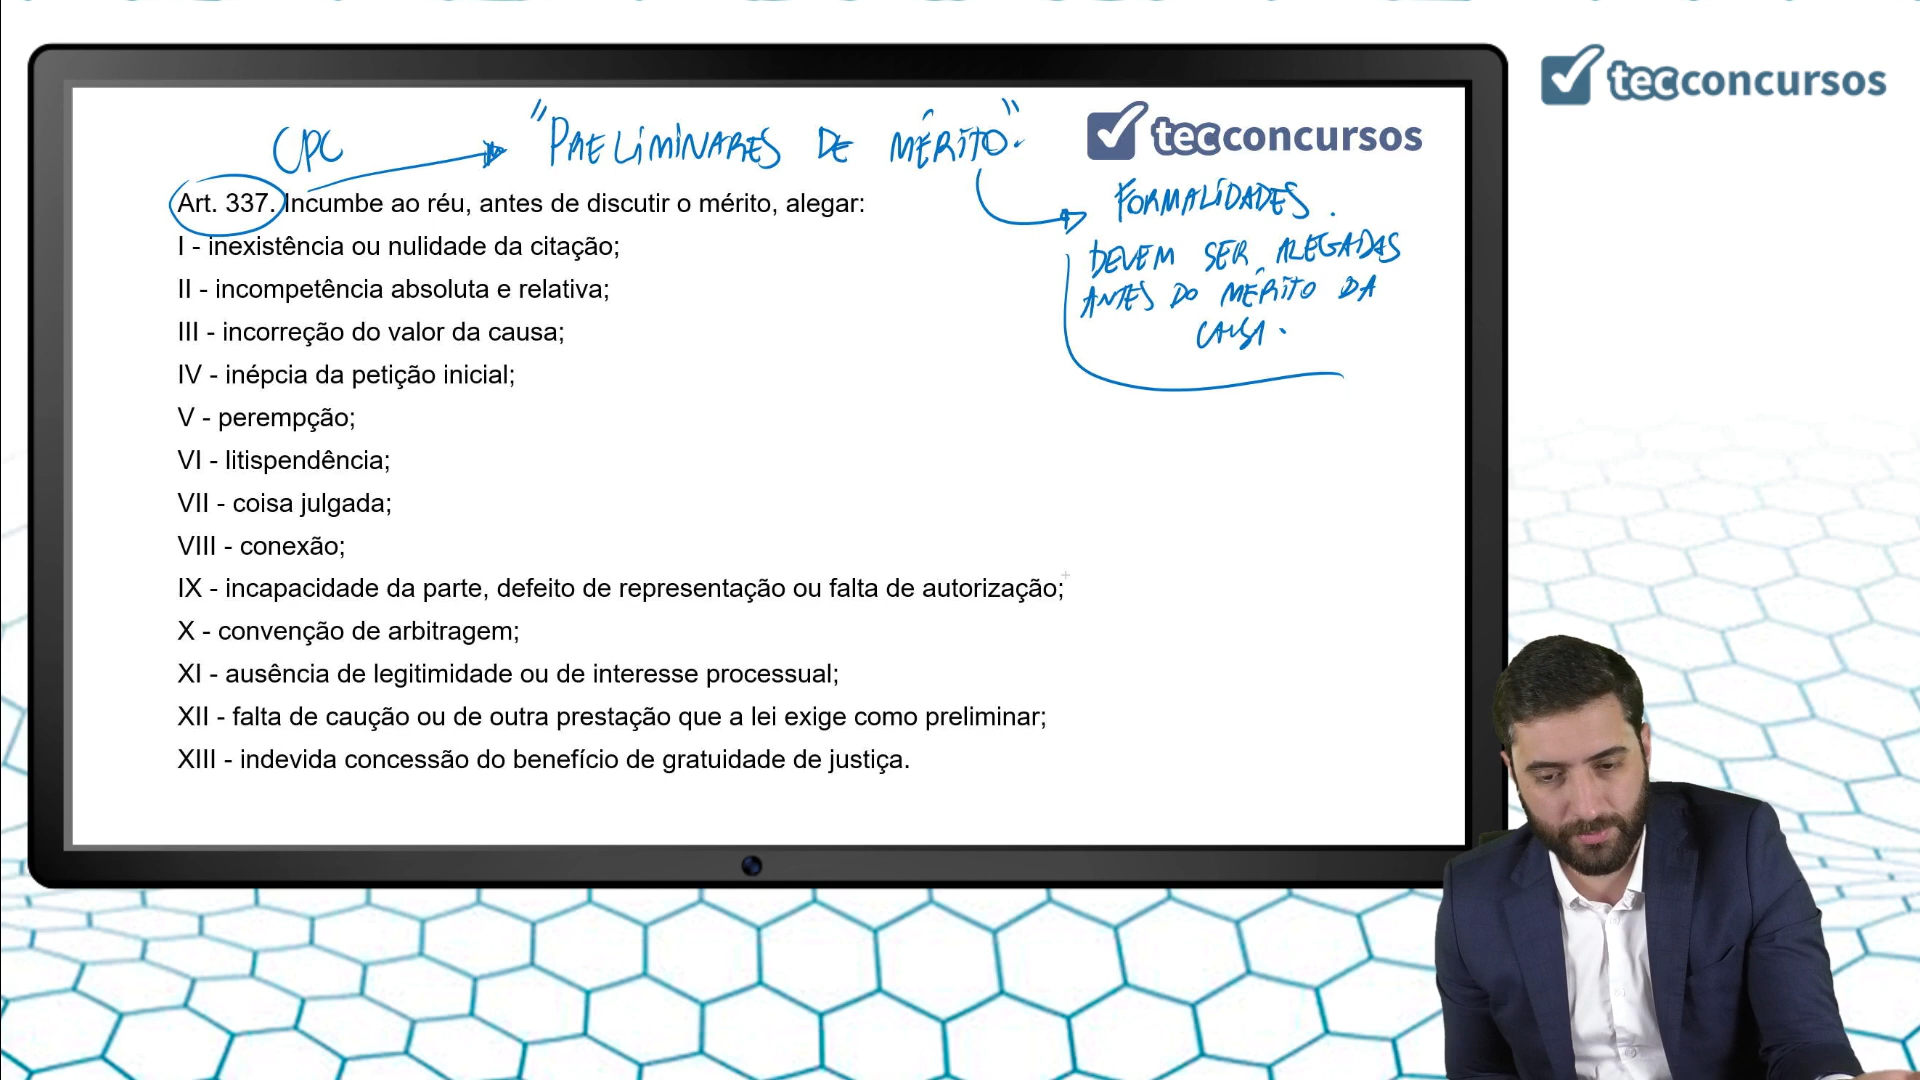 tecconcursos
CPC
"PRELIMINARES DE MÉRITO".
tecconcursos
Art. 337. Incumbe ao réu, antes de discutir o mérito, alegar:
FORMALIDADES.
DEVEM SER ALEGADAS
ANTES DO MÉRITO DA
CAUSA.
I - inexistência ou nulidade da citação;
II - incompetência absoluta e relativa;
III - incorreção do valor da causa;
IV - inépcia da petição inicial;
V - perempção;
VI - litispendência;
VII - coisa julgada;
VIII - conexão;
IX - incapacidade da parte, defeito de representação ou falta de autorização;
X - convenção de arbitragem;
XI - ausência de legitimidade ou de interesse processual;
XII - falta de caução ou de outra prestação que a lei exige como preliminar;
XIII - indevida concessão do benefício de gratuidade de justiça.